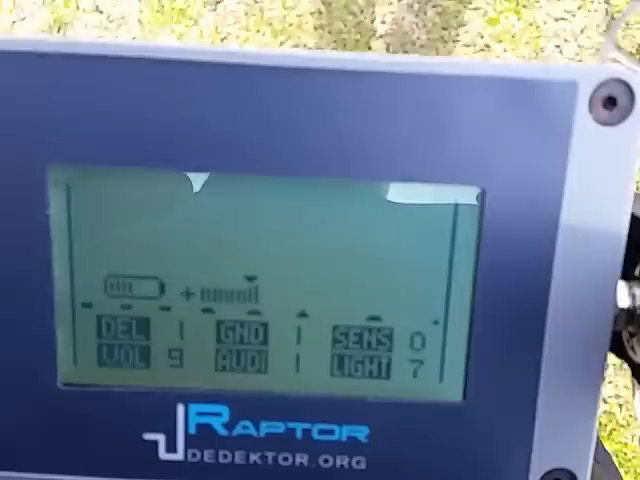 DEL 1 GND 1 SENS 0
VOL 9 AUDI 1 LIGHT 7
RAPTOR
DEDEKTOR.ORG